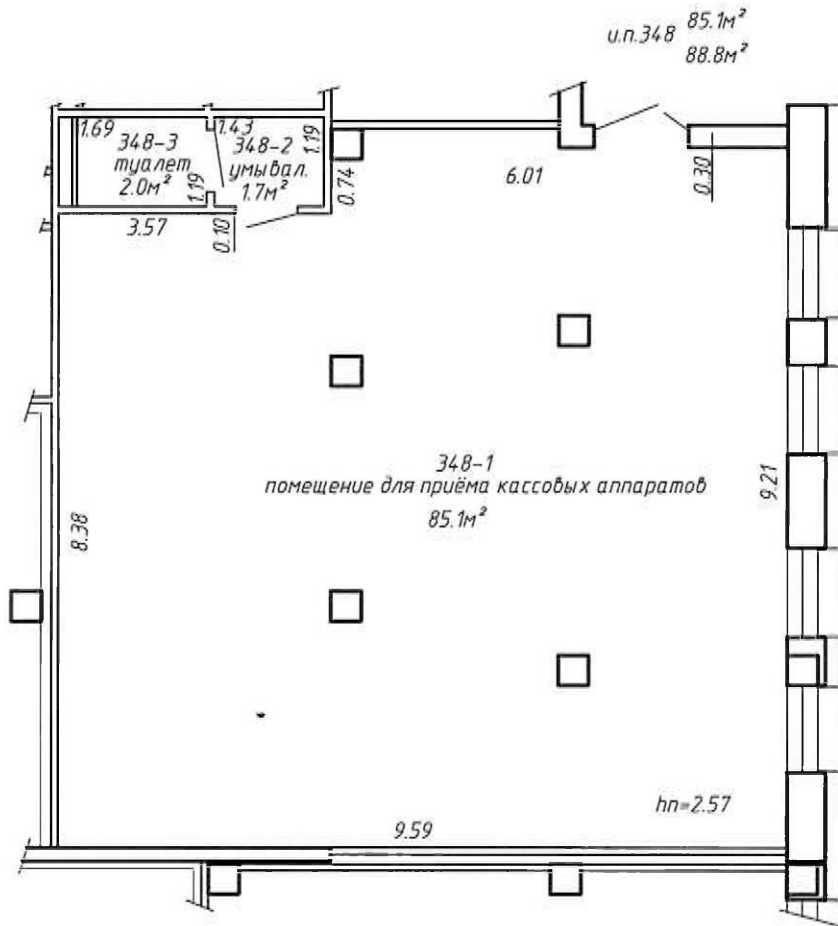 и.п.348 85.1м²
88.8м²
1.69
348-3
туалет
2.0м²
1.19
1.43
348-2
умывал.
1.7м²
1.19
0.74
6.01
0.30
3.57
0.10
348-1
помещение для приёма кассовых аппаратов
85.1м²
9.21
8.38
hп=2.57
9.59